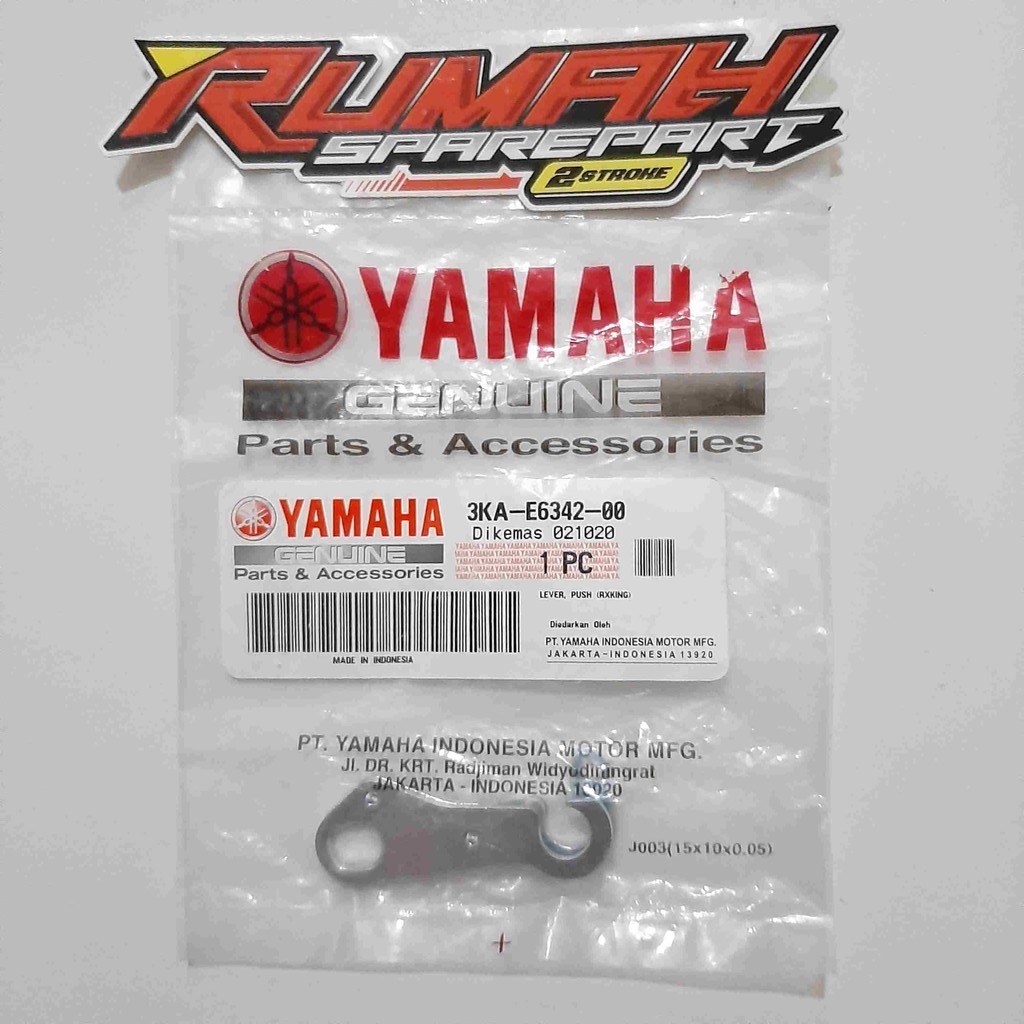 RUMAH
SPAREPART
2 STROKE
YAMAHA
GENUINE
Parts & Accessories
YAMAHA
GENUINE
Parts & Accessories
3KA-E6342-00
Dikemas 021020
1 PC
LEVER, PUSH (RXKING)
Diedarkan Oleh
PT. YAMAHA INDONESIA MOTOR MFG.
JAKARTA - INDONESIA 13920
MADE IN INDONESIA
PT. YAMAHA INDONESIA MOTOR MFG.
Jl. DR. KRT. Radjiman Widyodiningrat
JAKARTA - INDONESIA 13920
J003(15x10x0.05)